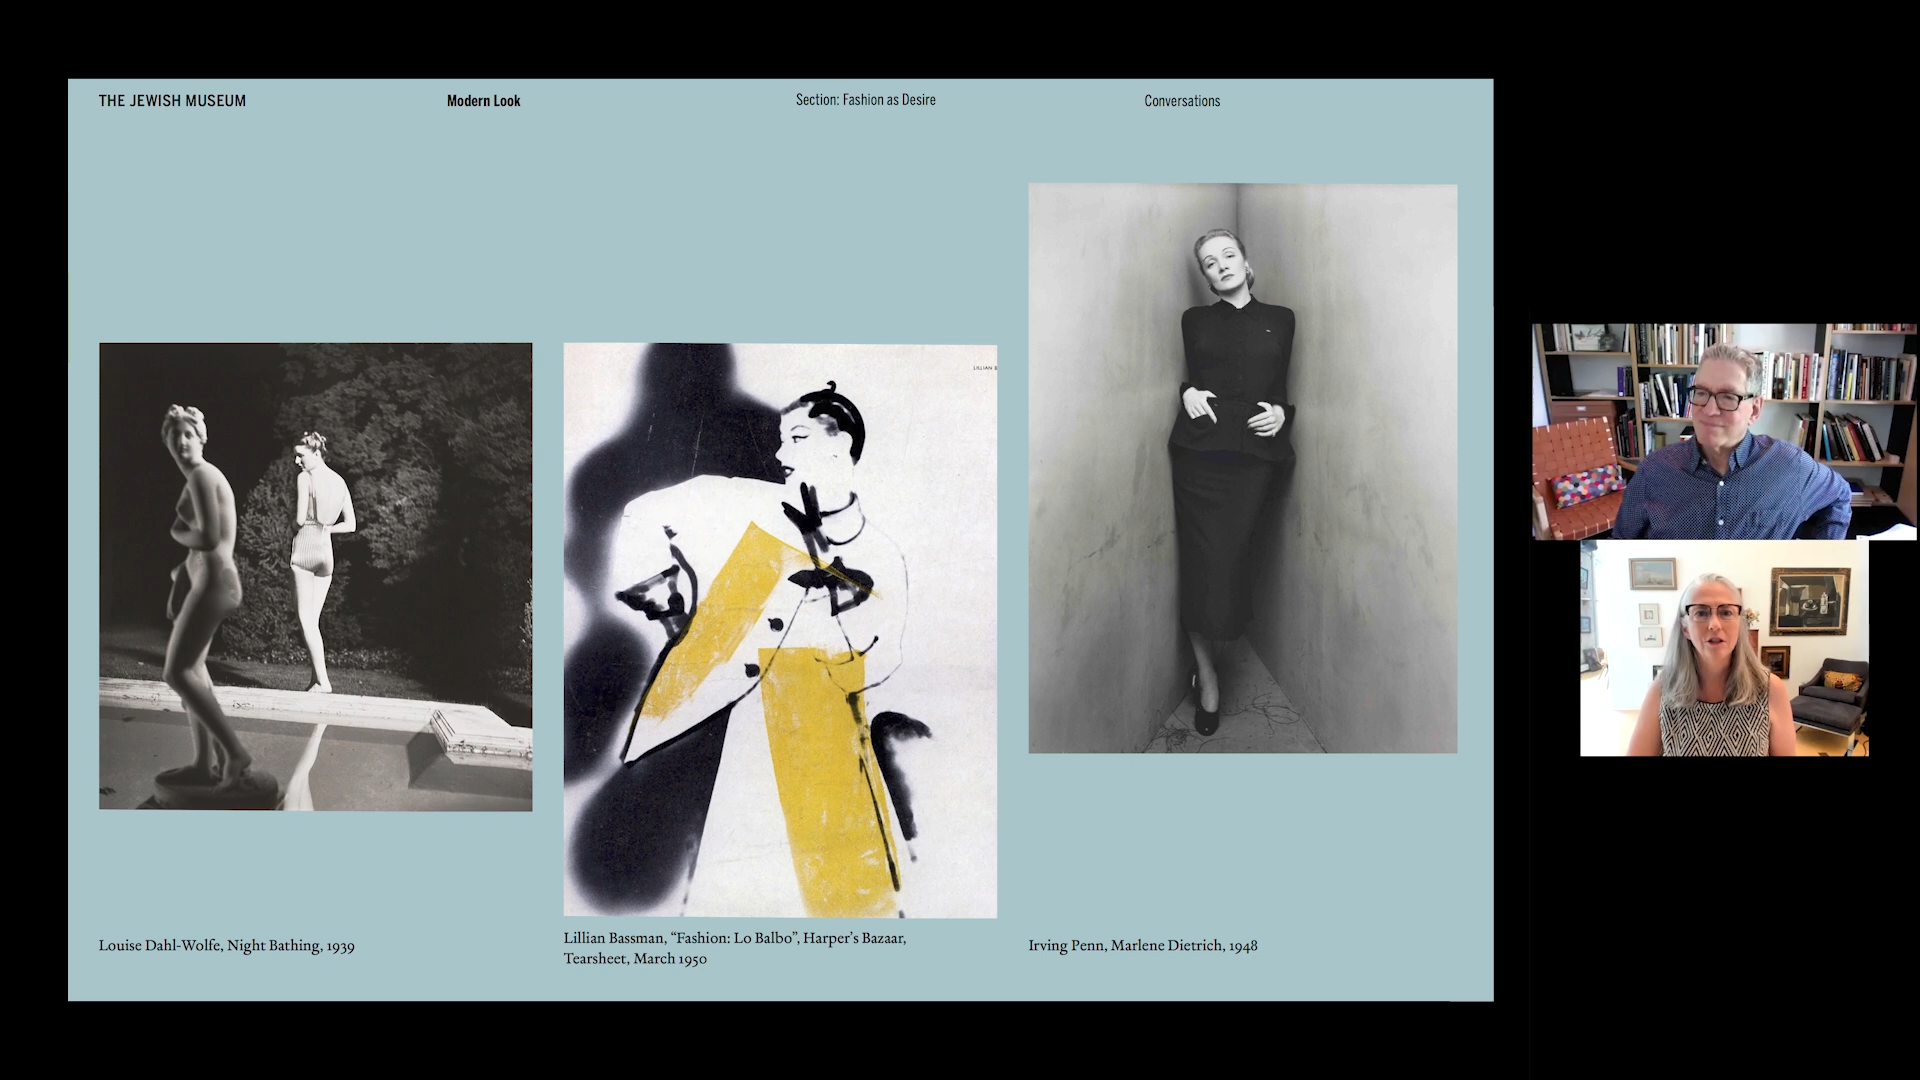 THE JEWISH MUSEUM
Modern Look
Section: Fashion as Desire
Conversations
LILLIAN B
Louise Dahl-Wolfe, Night Bathing, 1939
Lillian Bassman, “Fashion: Lo Balbo”, Harper’s Bazaar,
Tearsheet, March 1950
Irving Penn, Marlene Dietrich, 1948